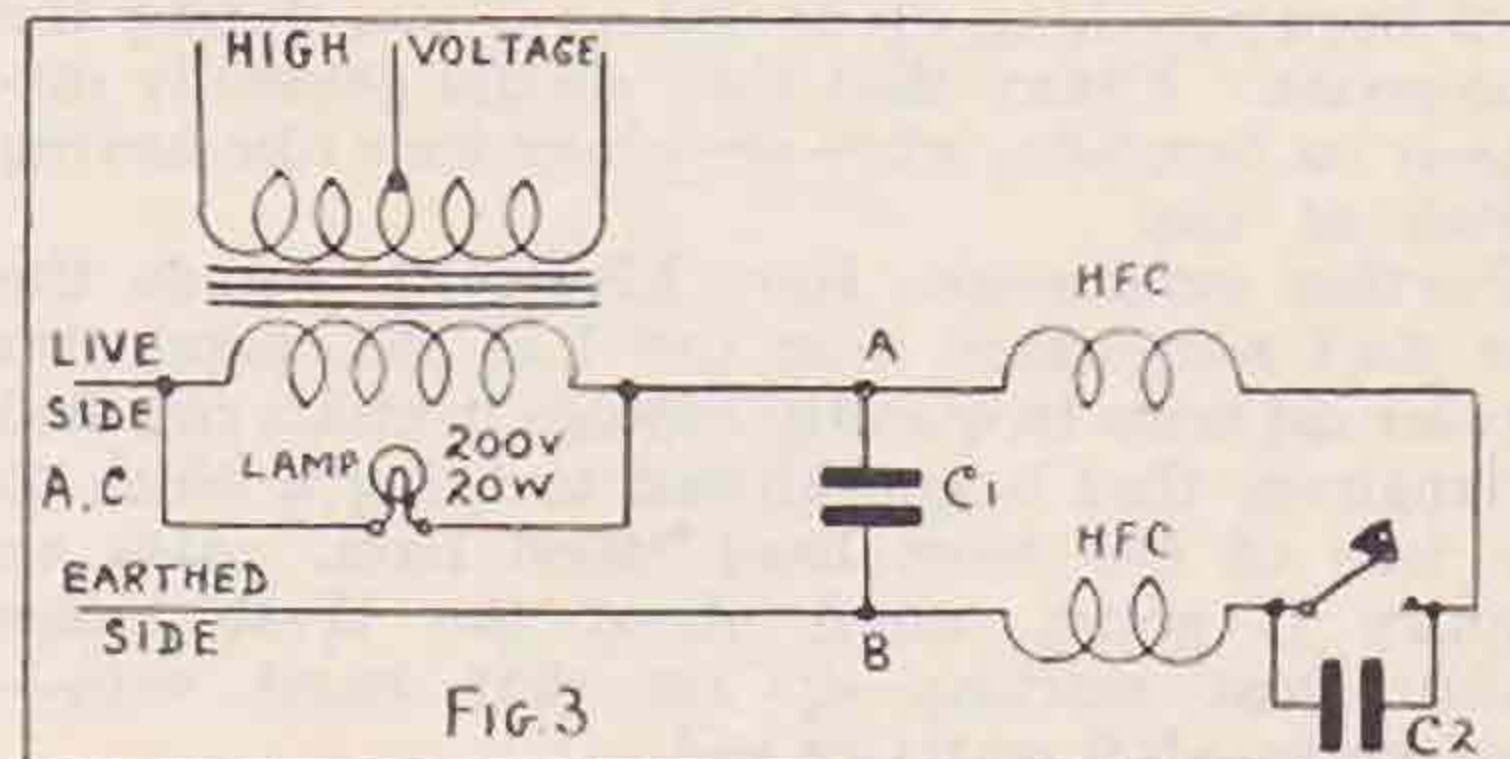 HIGH VOLTAGE
HFC
LIVE
SIDE
A.C
LAMP
200V
20W
A
C1
HFC
EARTHED
SIDE
B
C2
FIG.3